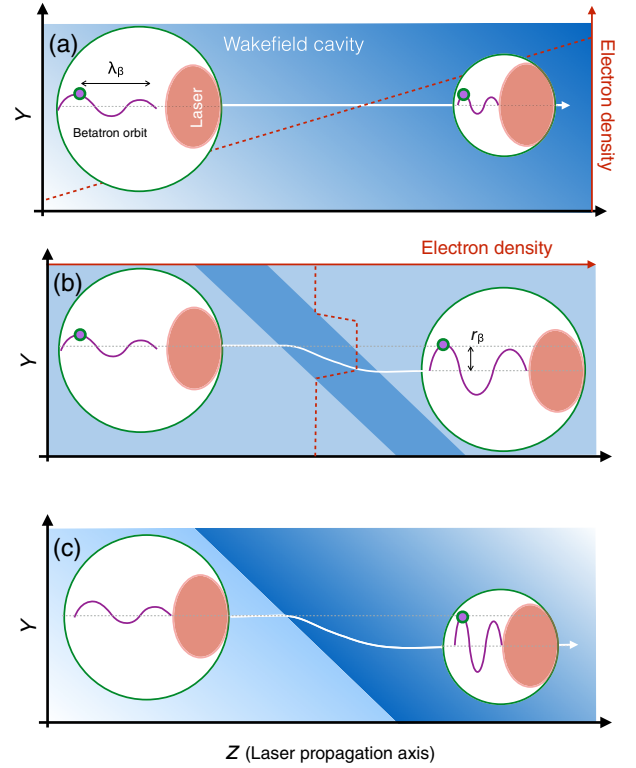 (a)
Wakefield cavity
λβ
Laser
Betatron orbit
Y
Electron density
(b)
Electron density
rβ
Y
(c)
Y
Z (Laser propagation axis)